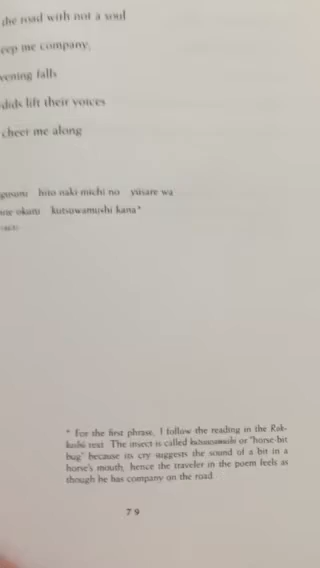 the road with not a soul
eep me company,
vening falls
dids lift their voices
cheer me along
hito naki michi no yūsare wa
okuru kutsuwamushi kana*
* For the first phrase, I follow the reading in the Rok-
kashū text. The insect is called kutsuwamushi or "horse-bit
bug" because its cry suggests the sound of a bit in a
horse's mouth, hence the traveler in the poem feels as
though he has company on the road.
79